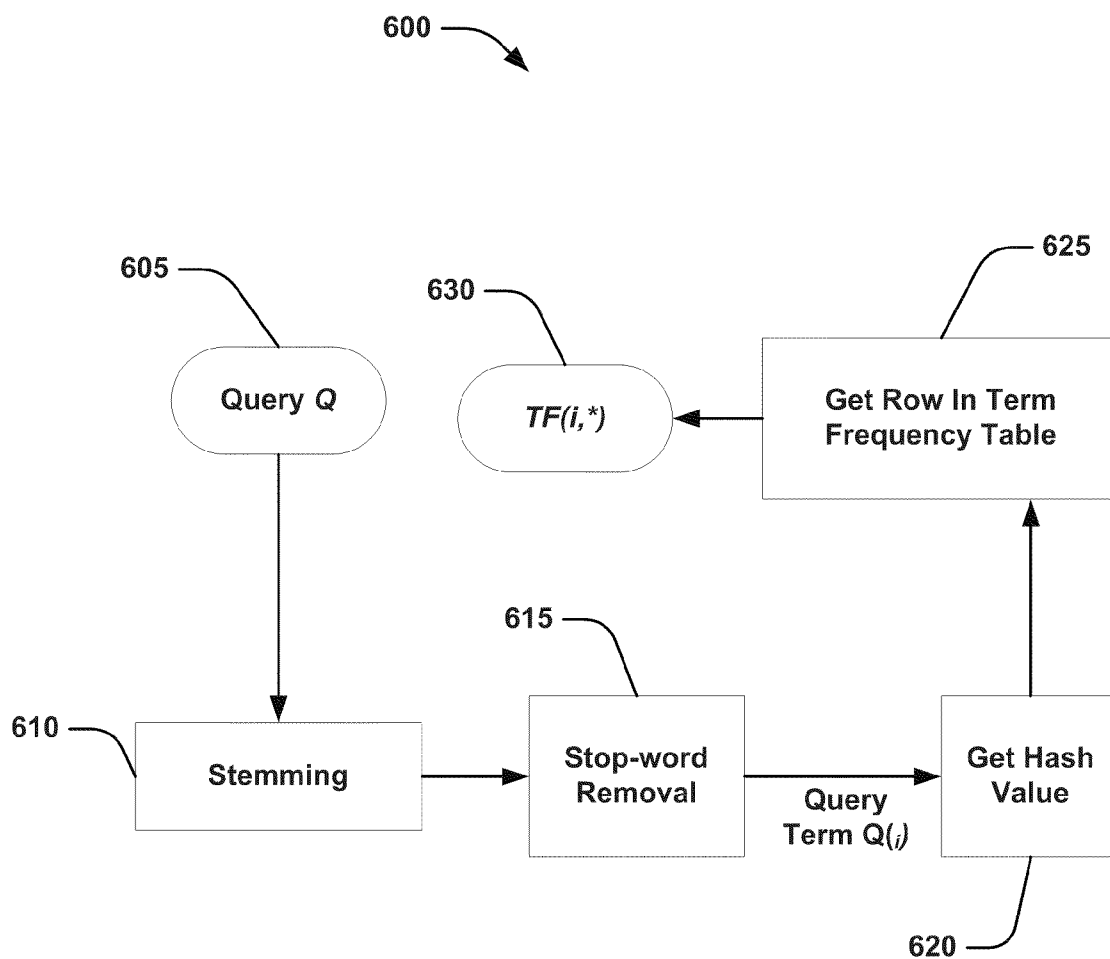 600
605
630
625
Query Q
TF(i,*)
Get Row In Term
Frequency Table
610
615
Stemming
Stop-word
Removal
Query
Term Q(i)
Get Hash
Value
620